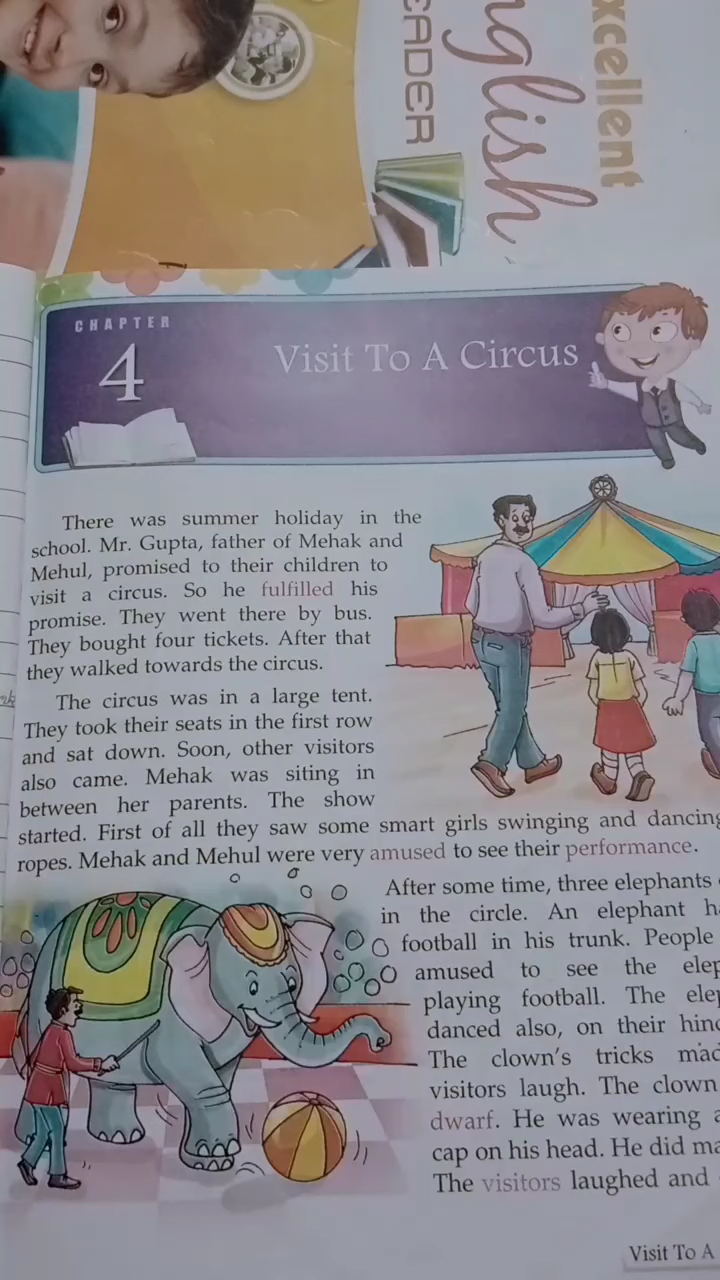 Excellent
English
READER
CHAPTER
4
Visit To A Circus
There was summer holiday in the
school. Mr. Gupta, father of Mehak and
Mehul, promised to their children to
visit a circus. So he fulfilled his
promise. They went there by bus.
They bought four tickets. After that
they walked towards the circus.
The circus was in a large tent.
They took their seats in the first row
and sat down. Soon, other visitors
also came. Mehak was siting in
between her parents. The show
started. First of all they saw some smart girls swinging and dancing
ropes. Mehak and Mehul were very amused to see their performance.
After some time, three elephants
in the circle. An elephant
football in his trunk. People
amused to see the
playing football. The
danced also, on their
The clown's tricks
visitors laugh. The clown
dwarf. He was wearing
cap on his head. He did
The visitors laughed and
Visit To A